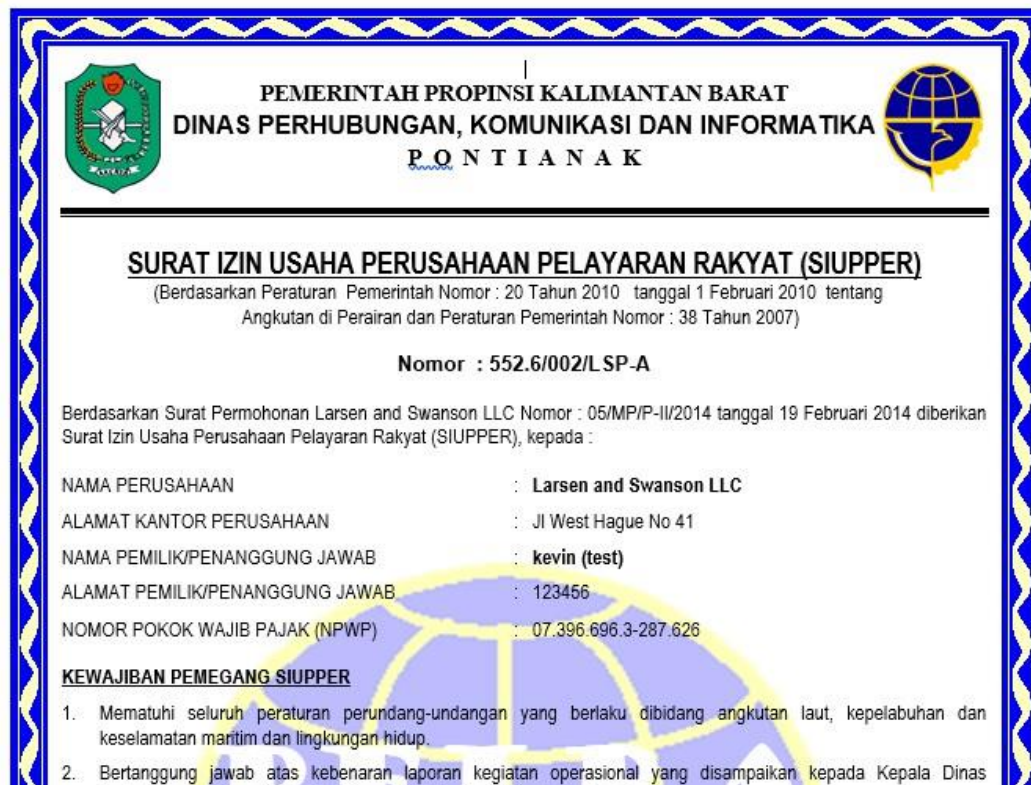 PEMERINTAH PROPINSI KALIMANTAN BARAT
DINAS PERHUBUNGAN, KOMUNIKASI DAN INFORMATIKA
P O N T I A N A K
SURAT IZIN USAHA PERUSAHAAN PELAYARAN RAKYAT (SIUPPER)
(Berdasarkan Peraturan Pemerintah Nomor : 20 Tahun 2010 tanggal 1 Februari 2010 tentang
Angkutan di Perairan dan Peraturan Pemerintah Nomor : 38 Tahun 2007)
Nomor : 552.6/002/LSP-A
Berdasarkan Surat Permohonan Larsen and Swanson LLC Nomor : 05/MP/P-II/2014 tanggal 19 Februari 2014 diberikan
Surat Izin Usaha Perusahaan Pelayaran Rakyat (SIUPPER), kepada :
NAMA PERUSAHAAN : Larsen and Swanson LLC
ALAMAT KANTOR PERUSAHAAN : Jl West Hague No 41
NAMA PEMILIK/PENANGGUNG JAWAB : kevin (test)
ALAMAT PEMILIK/PENANGGUNG JAWAB : 123456
NOMOR POKOK WAJIB PAJAK (NPWP) : 07.396.696.3-287.626
KEWAJIBAN PEMEGANG SIUPPER
1. Mematuhi seluruh peraturan perundang-undangan yang berlaku dibidang angkutan laut, kepelabuhan dan
keselamatan maritim dan lingkungan hidup.
2. Bertanggung jawab atas kebenaran laporan kegiatan operasional yang disampaikan kepada Kepala Dinas